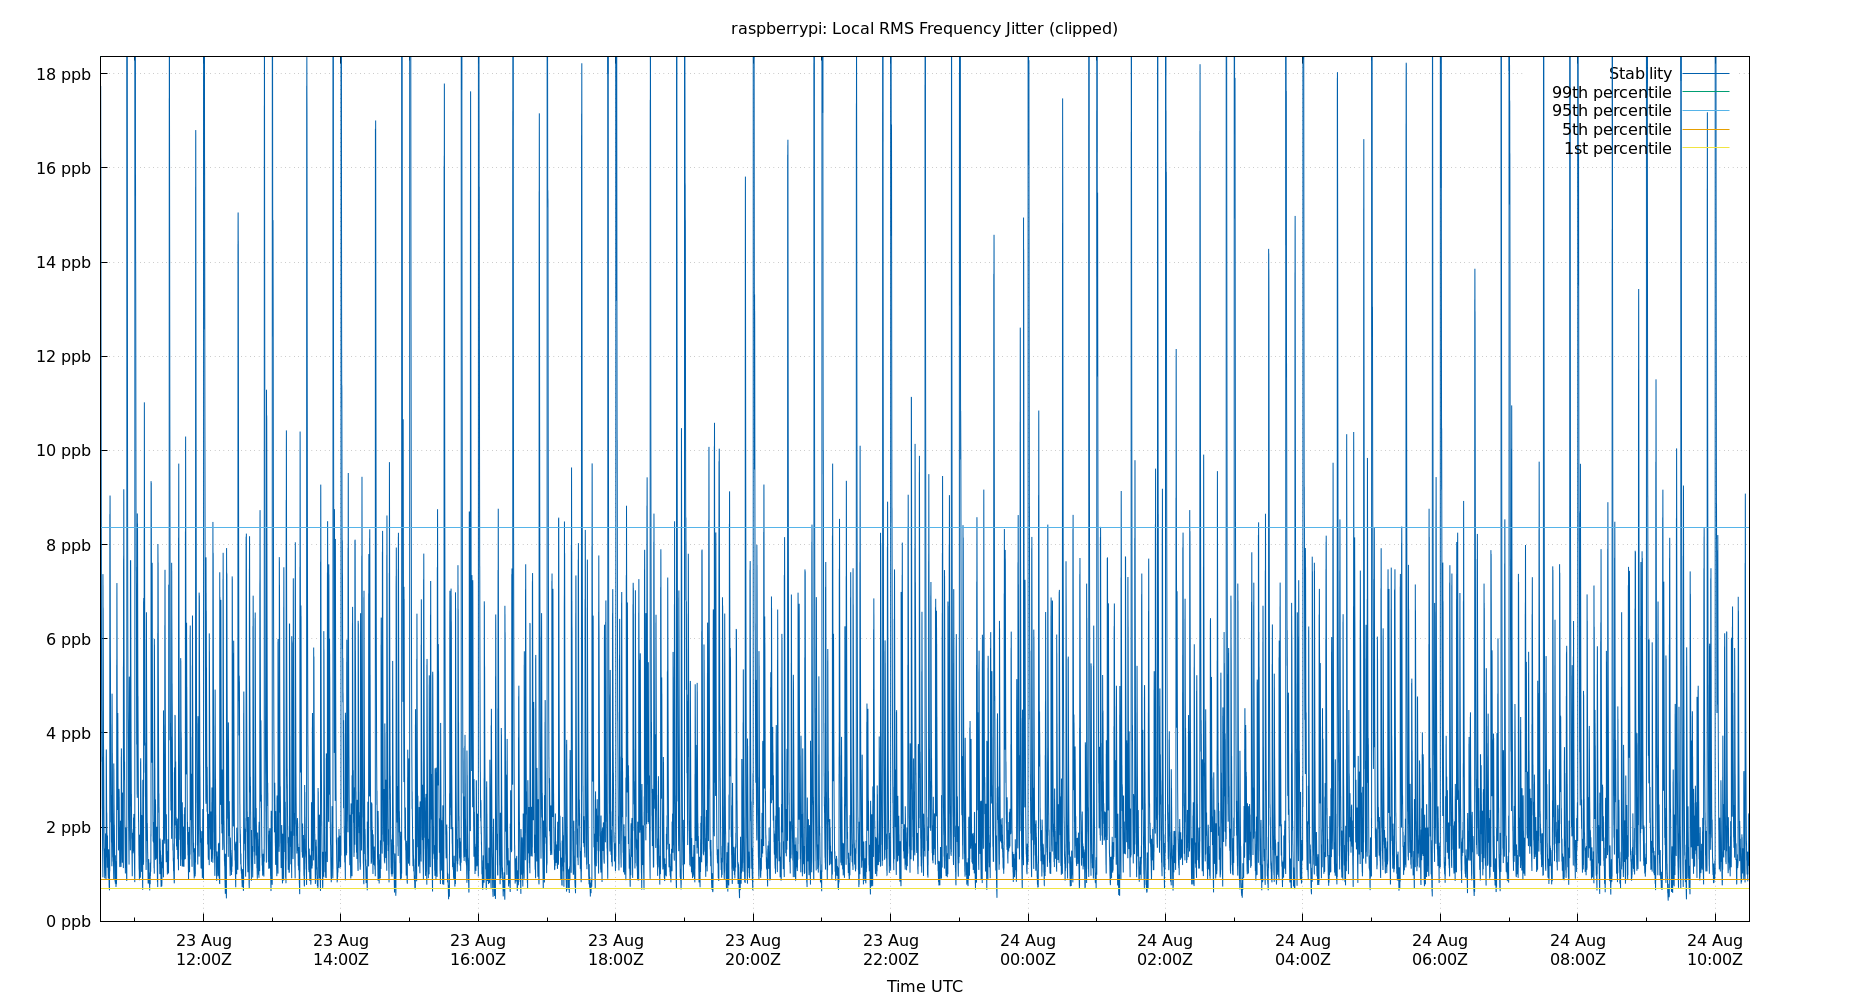 raspberrypi: Local RMS Frequency Jitter (clipped)
18 ppb
16 ppb
14 ppb
12 ppb
10 ppb
8 ppb
6 ppb
4 ppb
2 ppb
0 ppb
Stability
99th percentile
95th percentile
5th percentile
1st percentile
23 Aug 23 Aug 23 Aug 23 Aug 23 Aug 23 Aug 24 Aug 24 Aug 24 Aug 24 Aug 24 Aug 24 Aug
12:00Z 14:00Z 16:00Z 18:00Z 20:00Z 22:00Z 00:00Z 02:00Z 04:00Z 06:00Z 08:00Z 10:00Z
Time UTC